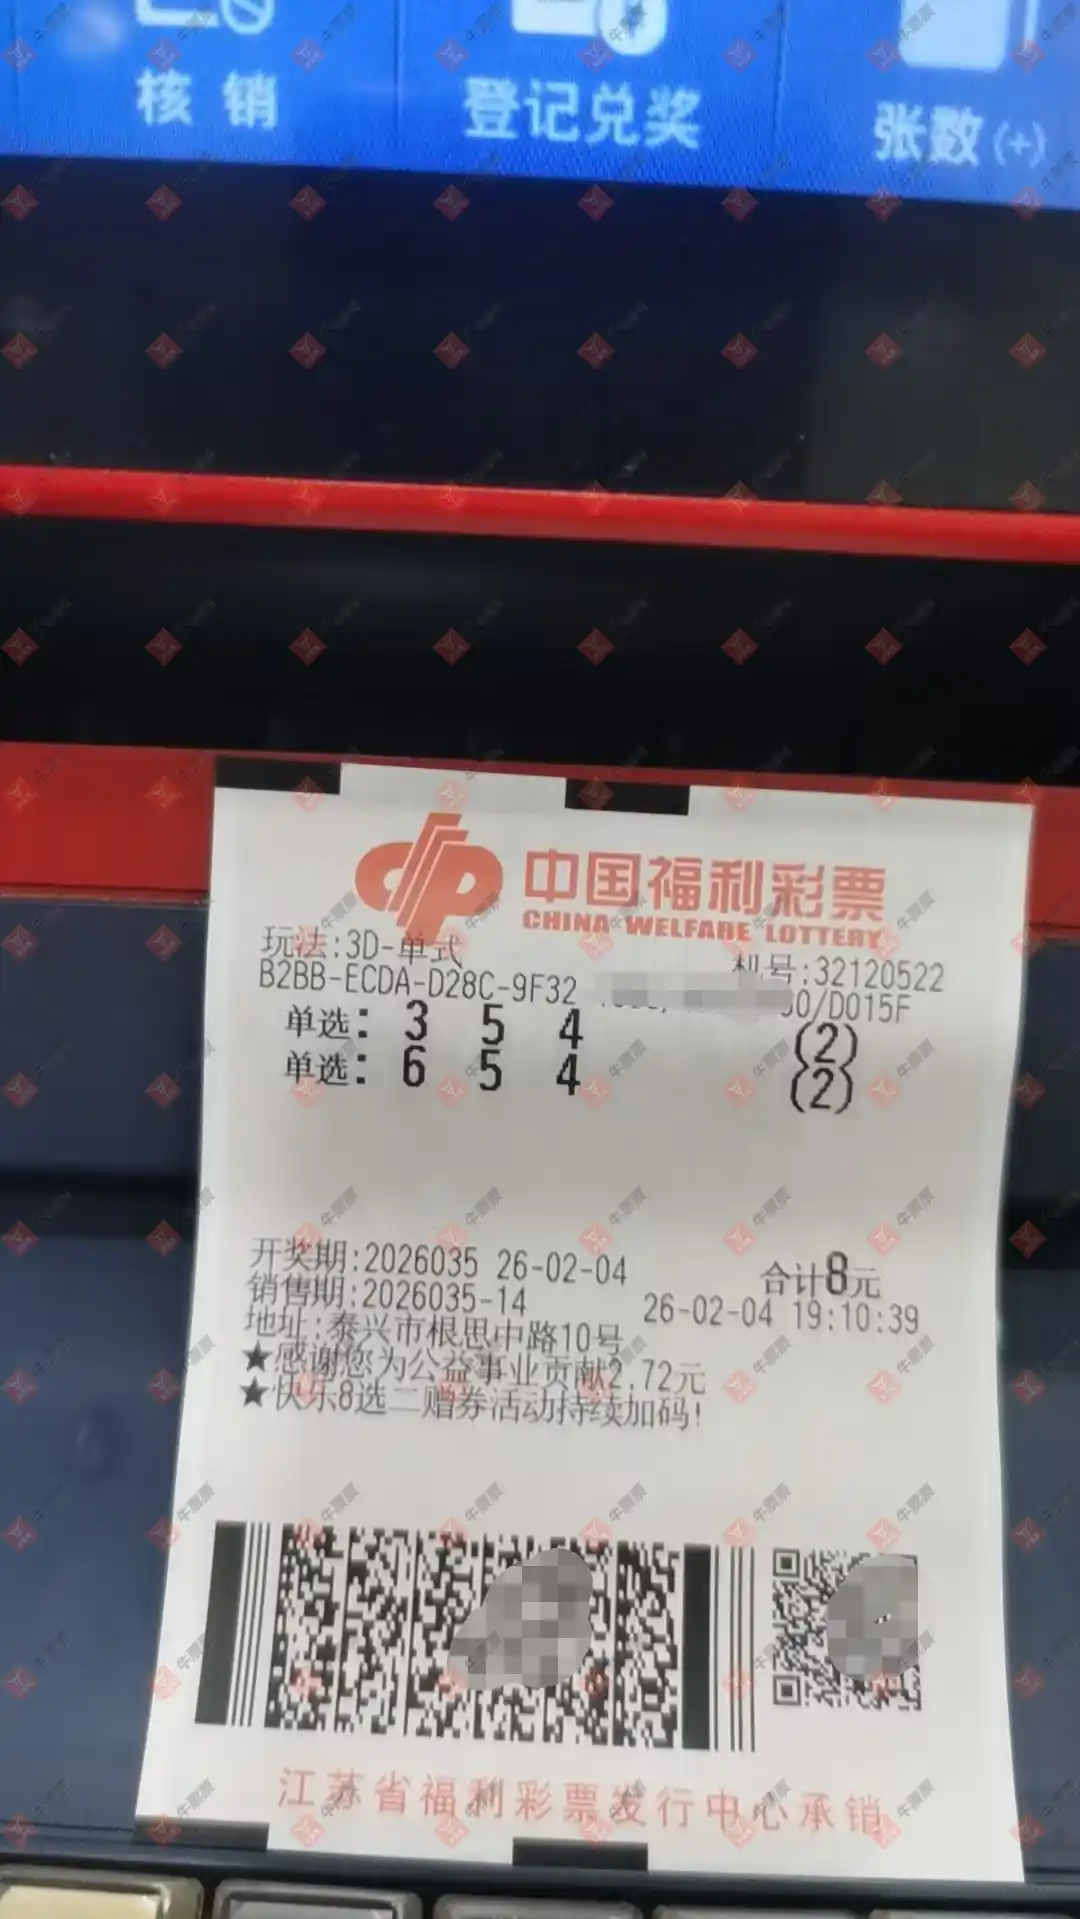 核 销
登记兑奖
张数(+)
中国福利彩票
CHINA WELFARE LOTTERY
玩法:3D-单式
机号:32120522
B2BB-ECDA-D28C-9F32
60/D015F
单选: 3 5 4 (2)
单选: 6 5 4 (2)
开奖期:2026035 26-02-04 合计8元
销售期:2026035-14 26-02-04 19:10:39
地址:泰兴市根思中路10号
★感谢您为公益事业贡献2.72元
★快乐8选二赠券活动持续加码!
江苏省福利彩票发行中心承销
牛票票